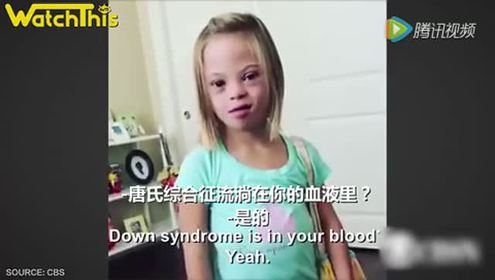 WatchThis
腾讯视频
-唐氏综合征流淌在你的血液里？
-是的
Down syndrome is in your blood
Yeah.
SOURCE: CBS